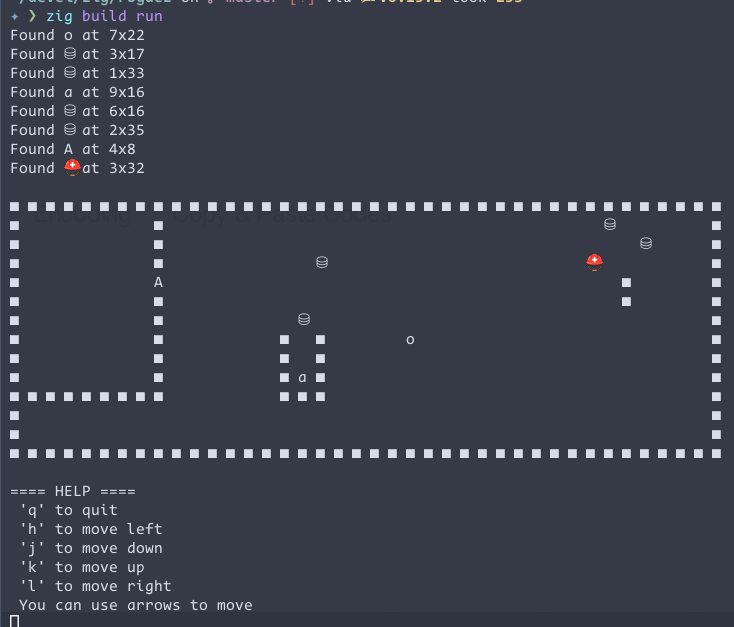 ❯ zig build run
Found o at 7x22
Found ⛁ at 3x17
Found ⛁ at 1x33
Found a at 9x16
Found ⛁ at 6x16
Found ⛁ at 2x35
Found A at 4x8
Found ⛑ at 3x32
A
o
a
==== HELP ====
'q' to quit
'h' to move left
'j' to move down
'k' to move up
'l' to move right
You can use arrows to move